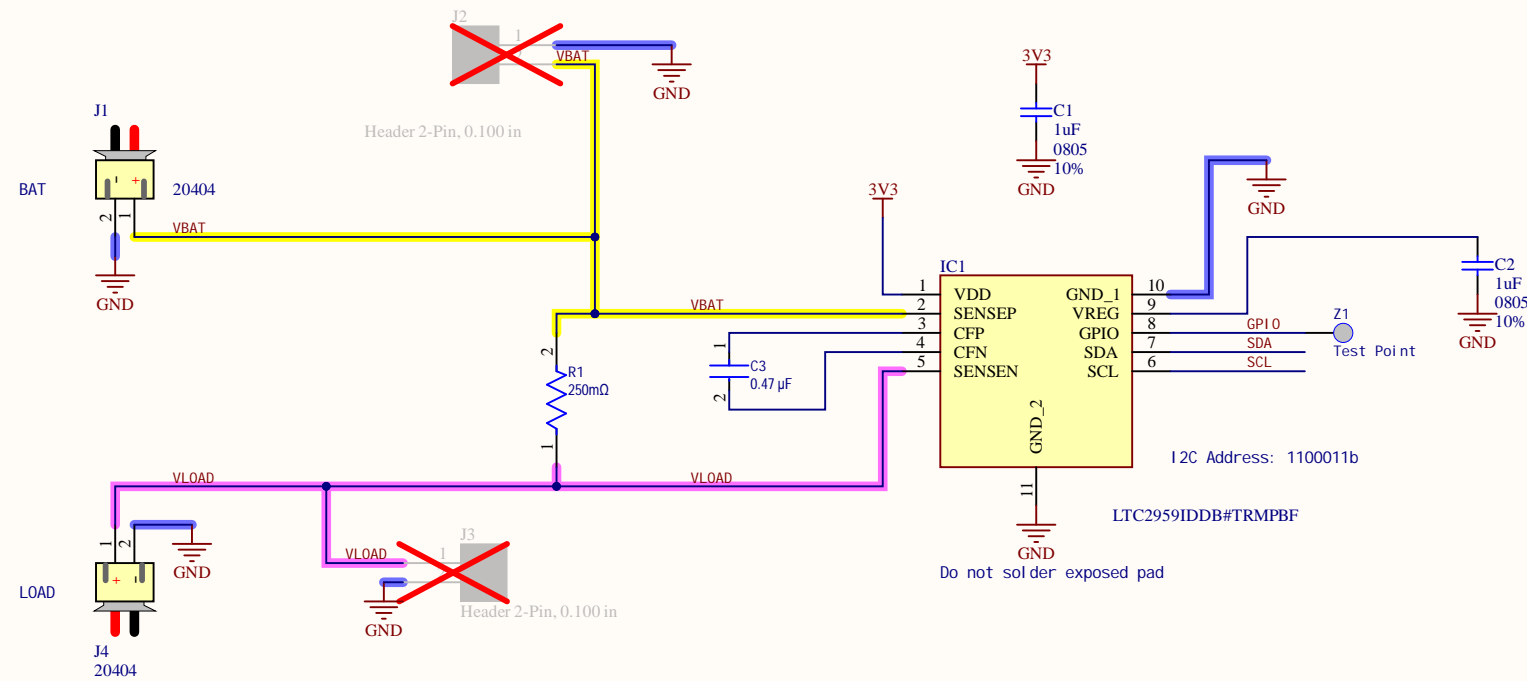 J2
1
VBAT
GND
Header 2-Pin, 0.100 in
3V3
C1
1uF
0805
10%
GND
J1
- +
BAT
20404
2 1
VBAT
GND
3V3
GND
IC1
1 VDD
2 SENSEP
3 CFP
4 CFN
5 SENSEN
GND_1 10
VREG 9
GPIO 8
SDA 7
SCL 6
GND_2
11
GND
VBAT
GPIO
SDA
SCL
Z1
Test Point
C2
1uF
0805
10%
GND
1
C3
0.47 µF
2
2
R1
250mΩ
1
I2C Address: 1100011b
LTC2959IDDB#TRMPBF
Do not solder exposed pad
VLOAD
VLOAD
1 2
GND
+ -
LOAD
J4
20404
J3
VLOAD
1
GND
Header 2-Pin, 0.100 in